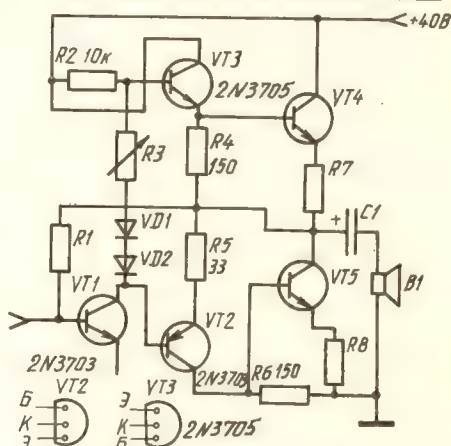 +40В
R2 10к
VT3
2N3705
VT4
R3
R4
150
R7
R1
VD1
VD2
R5
33
+
C1
VT1
VT2
VT5
B1
2N3703
2N3703
R6 150
R8
VT2
VT3
Б
К
Э
Э
К
Б
2N3705